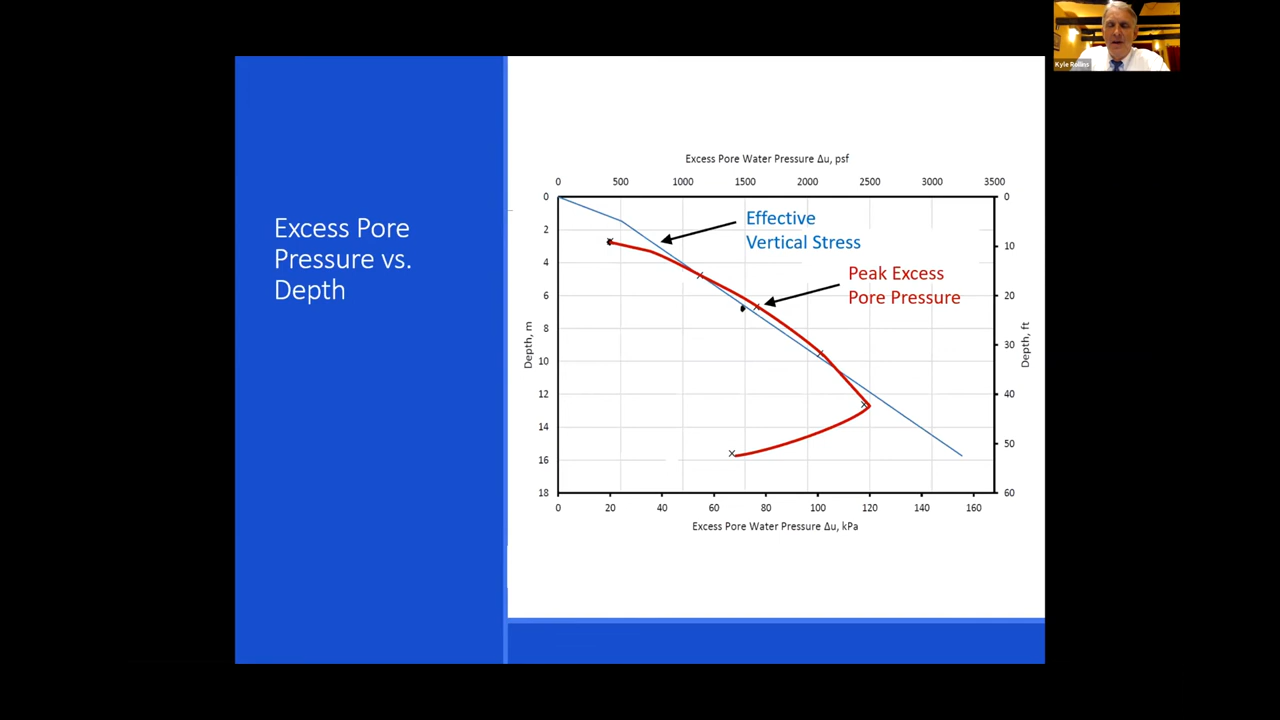 Kyle Rollins
Excess Pore
Pressure vs.
Depth
Excess Pore Water Pressure Δu, psf
0 500 1000 1500 2000 2500 3000 3500
Effective
Vertical Stress
Peak Excess
Pore Pressure
Depth, m
0
2
4
6
8
10
12
14
16
18
Depth, ft
0
10
20
30
40
50
60
0 20 40 60 80 100 120 140 160
Excess Pore Water Pressure Δu, kPa